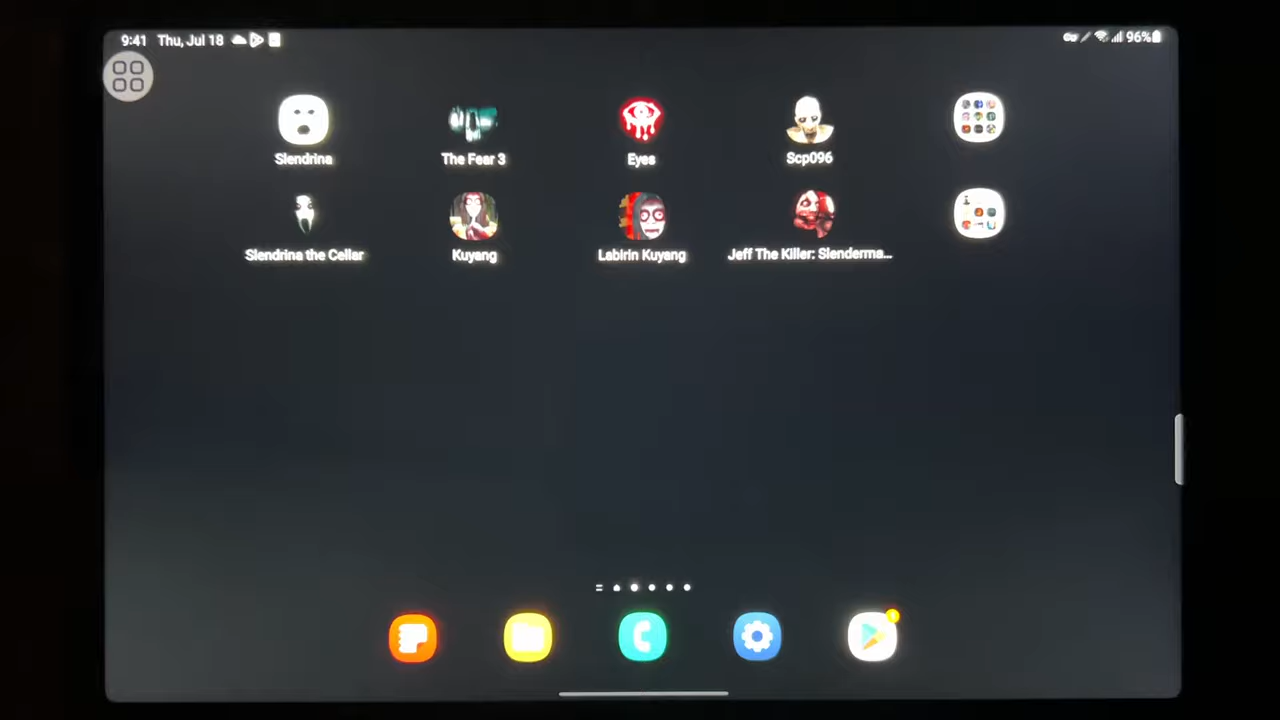 9:41 Thu, Jul 18 96%
Slendrina The Fear 3 Eyes Scp096
Slendrina the Cellar Kuyang Labirin Kuyang Jeff The Killer: Slenderma...